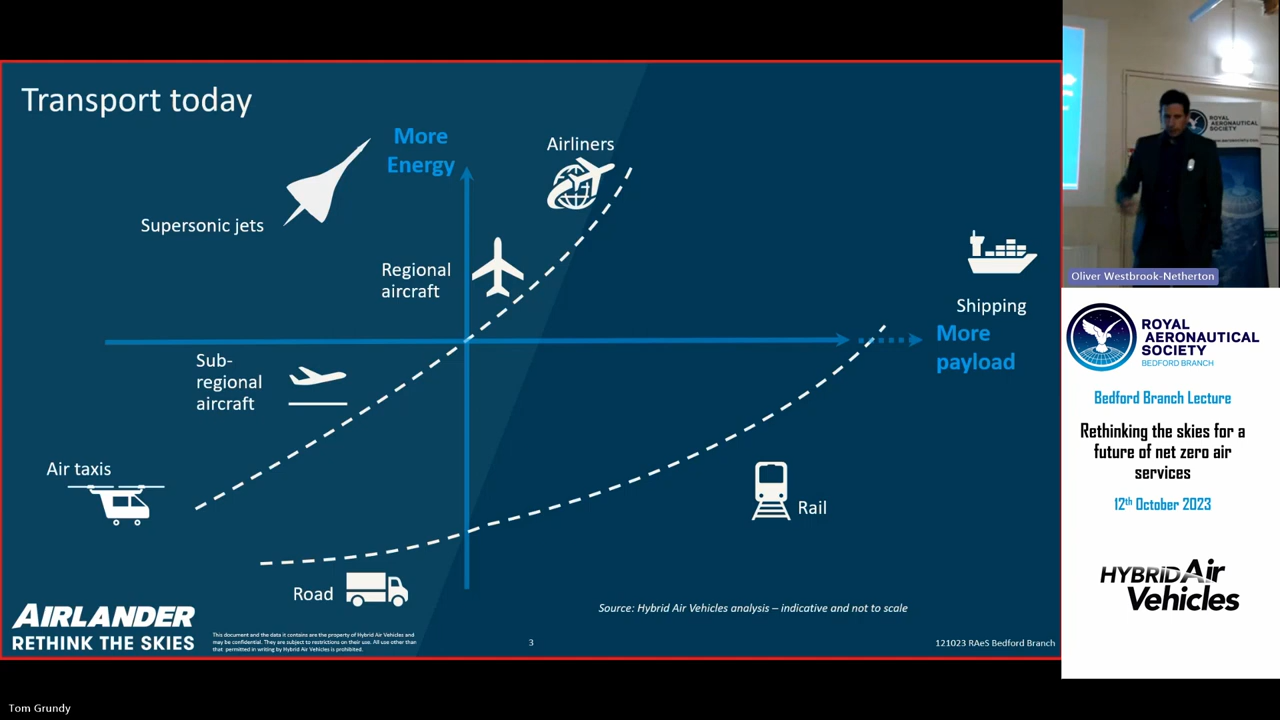 Transport today
More
Energy
Airliners
Supersonic jets
Regional
aircraft
Shipping
More
payload
Sub-
regional
aircraft
Air taxis
Rail
Road
Source: Hybrid Air Vehicles analysis – indicative and not to scale
AIRLANDER
RETHINK THE SKIES
This document and the data it contains are the property of Hybrid Air Vehicles and
may be confidential. They are subject to restrictions on their use. All use other than
that permitted in writing by Hybrid Air Vehicles is prohibited.
3
121023 RAeS Bedford Branch
ROYAL
AERONAUTICAL
SOCIETY
Oliver Westbrook-Netherton
ROYAL
AERONAUTICAL
SOCIETY
BEDFORD BRANCH
Bedford Branch Lecture
Rethinking the skies for a
future of net zero air
services
12th October 2023
HYBRID Air
Vehicles
Tom Grundy